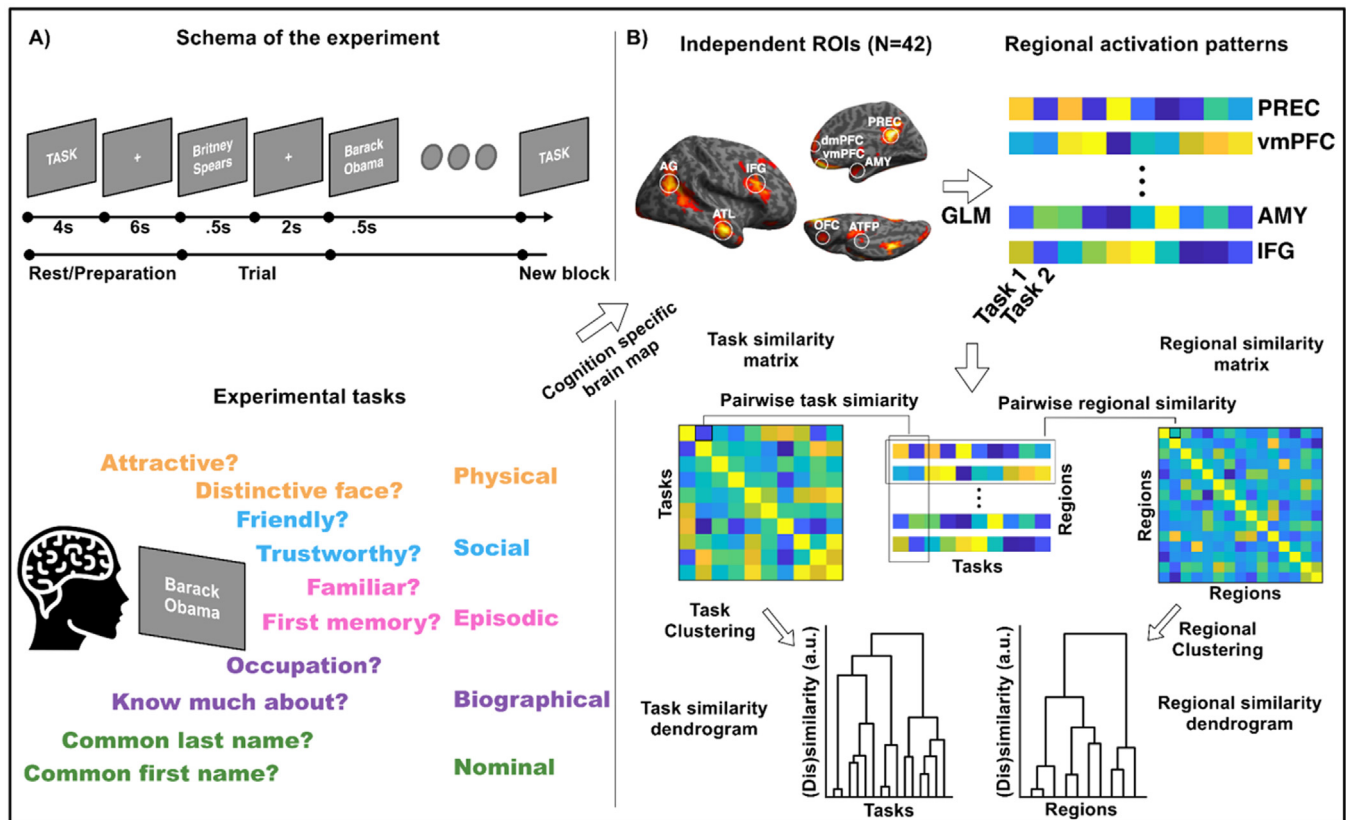 A)
Schema of the experiment
TASK
+
Britney
Spears
+
Barack
Obama
TASK
4s
6s
.5s
2s
.5s
Rest/Preparation
Trial
New block
Experimental tasks
Attractive?
Distinctive face?
Physical
Friendly?
Trustworthy?
Social
Familiar?
First memory?
Episodic
Barack
Obama
Occupation?
Know much about?
Biographical
Common last name?
Common first name?
Nominal
Cognition specific
brain map
B)
Independent ROIs (N=42)
AG
IFG
ATL
PREC
dmPFC
vmPFC
AMY
OFC
ATFP
GLM
Regional activation patterns
PREC
vmPFC
AMY
IFG
Task 1
Task 2
Task similarity
matrix
Pairwise task simiarity
Tasks
Regional similarity
matrix
Pairwise regional similarity
Regions
Tasks
Regions
Regions
Task
Clustering
Task similarity
dendrogram
(Dis)similarity (a.u.)
Tasks
Regional
Clustering
Regional similarity
dendrogram
(Dis)similarity (a.u.)
Regions